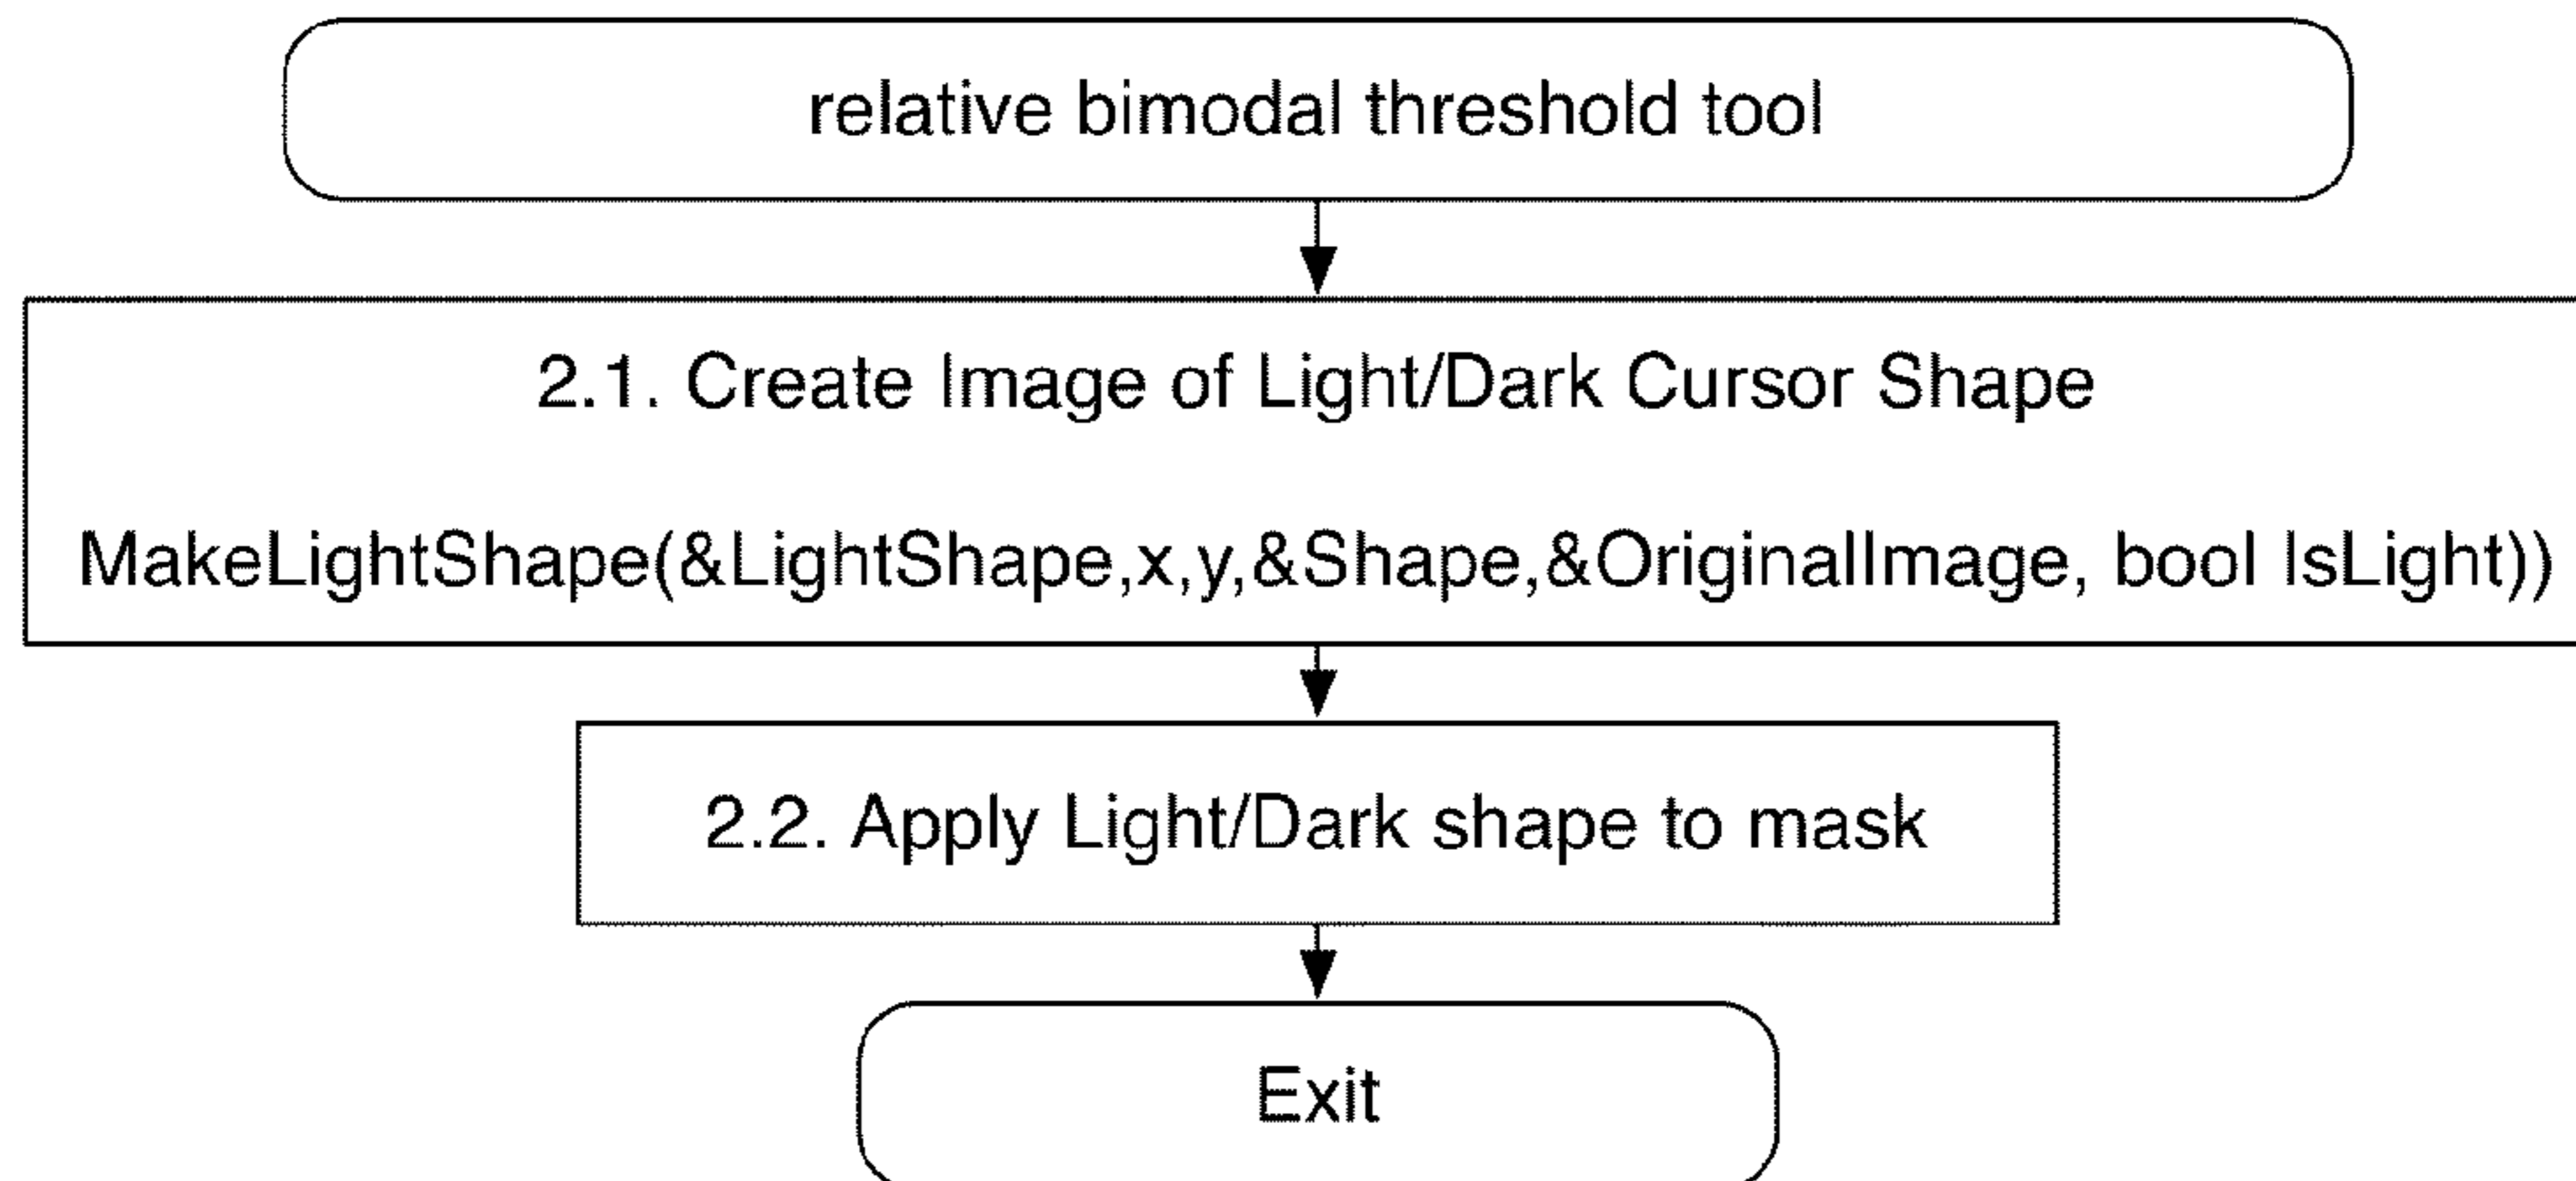 relative bimodal threshold tool
2.1. Create Image of Light/Dark Cursor Shape
MakeLightShape(&LightShape,x,y,&Shape,&OriginalImage, bool IsLight))
2.2. Apply Light/Dark shape to mask
Exit